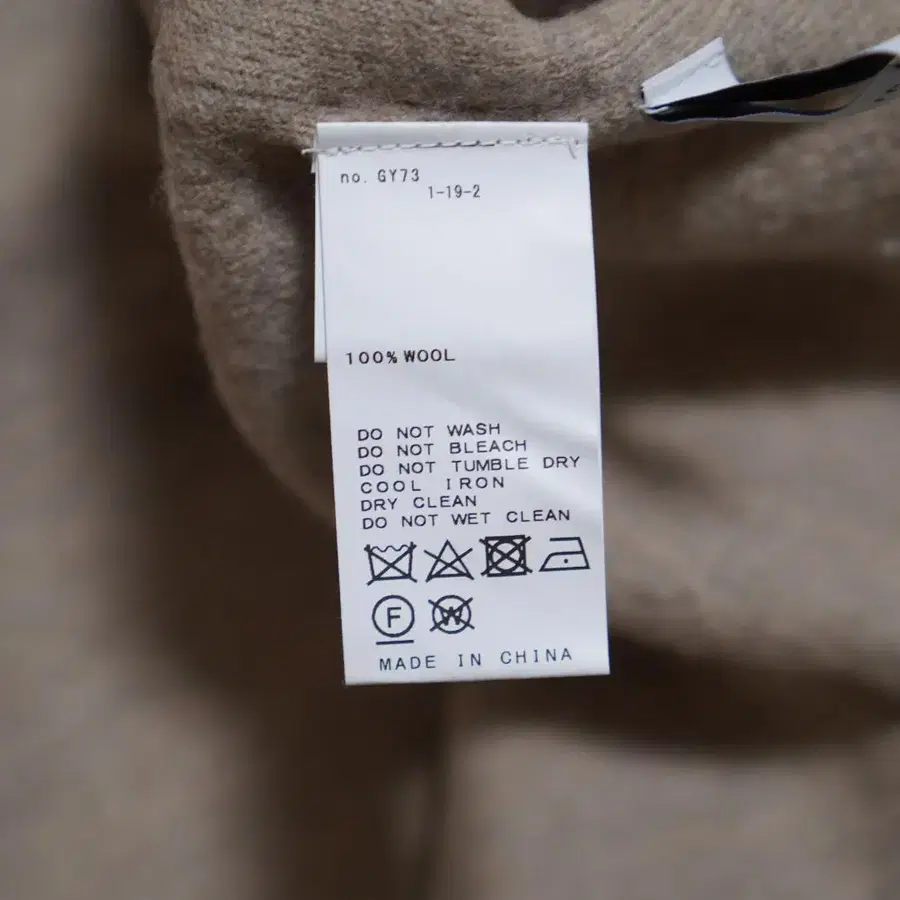 no. GY73
1-19-2
100% WOOL
DO NOT WASH
DO NOT BLEACH
DO NOT TUMBLE DRY
COOL IRON
DRY CLEAN
DO NOT WET CLEAN
F W
MADE IN CHINA